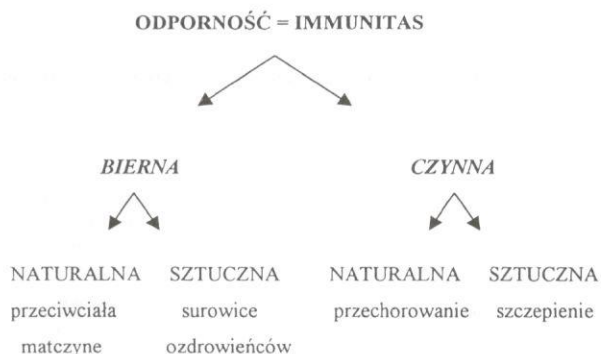 ODPORNOŚĆ = IMMUNITAS
BIERNA CZYNNA
NATURALNA SZTUCZNA NATURALNA SZTUCZNA
przeciwciała surowice przechorowanie szczepienie
matczyne ozdrowieńców